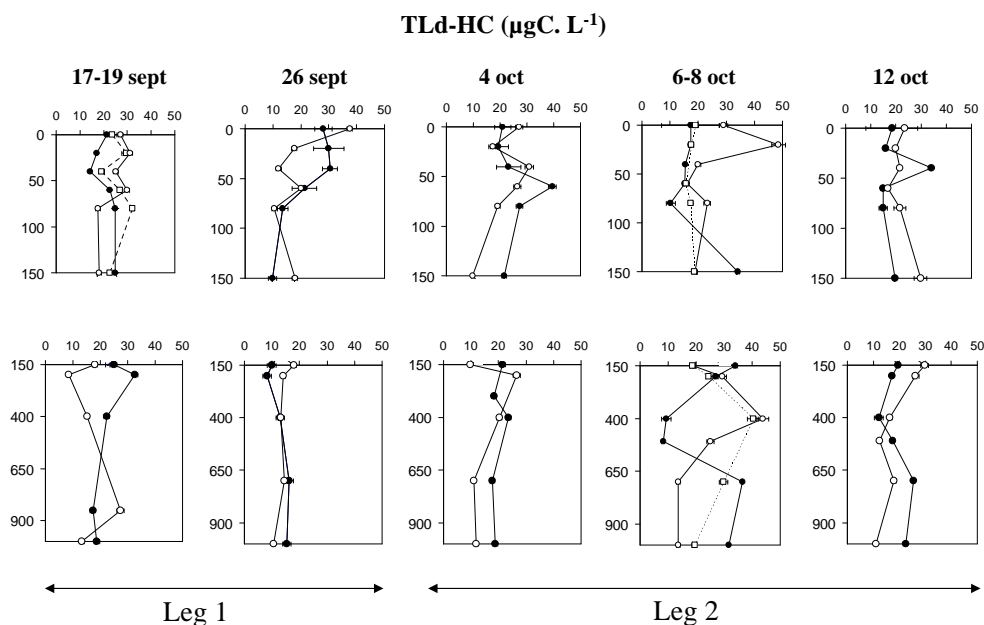 TLd-HC (µgC. L-1)
17-19 sept 26 sept 4 oct 6-8 oct 12 oct
0 10 20 30 40 50 0 10 20 30 40 50 0 10 20 30 40 50 0 10 20 30 40 50 0 10 20 30 40 50
0 0 0 0 0
50 50 50 50 50
100 100 100 100 100
150 150 150 150 150
0 10 20 30 40 50 0 10 20 30 40 50 0 10 20 30 40 50 0 10 20 30 40 50 0 10 20 30 40 50
150 150 150 150 150
400 400 400 400 400
650 650 650 650 650
900 900 900 900 900
Leg 1 Leg 2